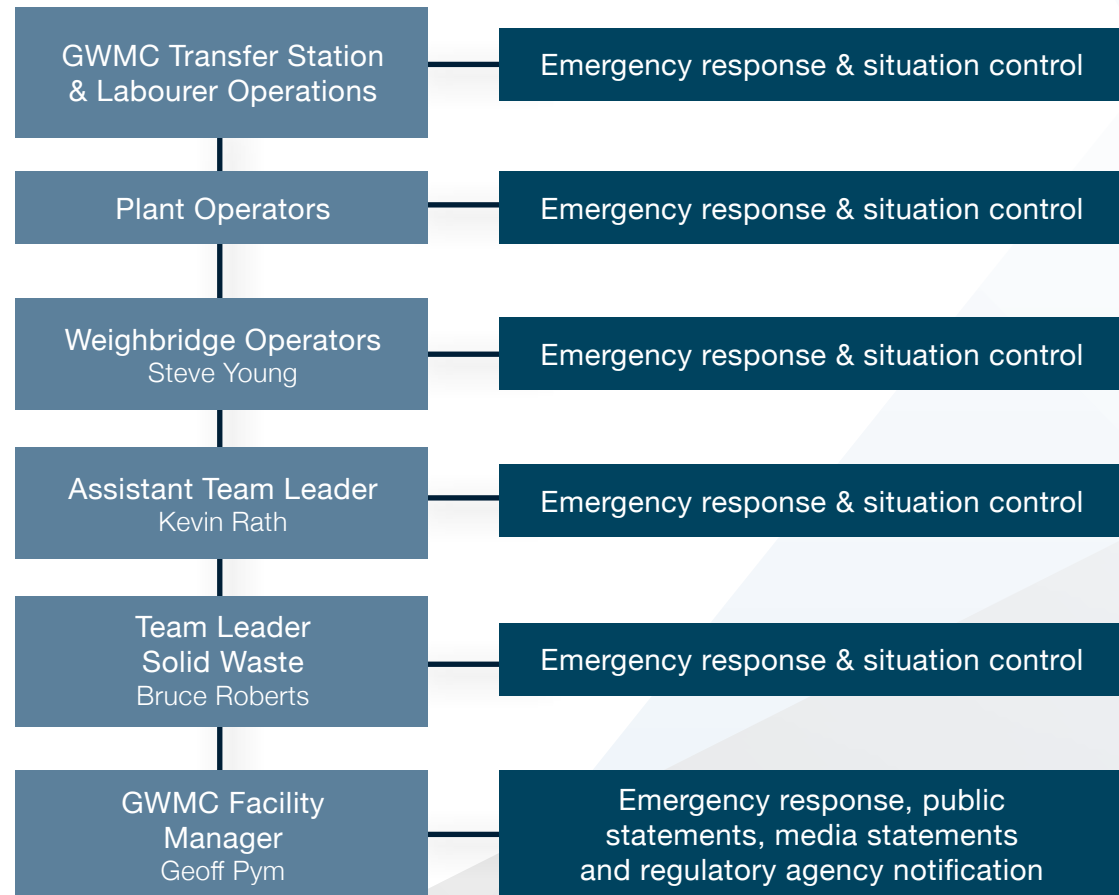 GWMC Transfer Station
& Labourer Operations
Emergency response & situation control
Plant Operators
Emergency response & situation control
Weighbridge Operators
Steve Young
Emergency response & situation control
Assistant Team Leader
Kevin Rath
Emergency response & situation control
Team Leader
Solid Waste
Bruce Roberts
Emergency response & situation control
GWMC Facility
Manager
Geoff Pym
Emergency response, public
statements, media statements
and regulatory agency notification